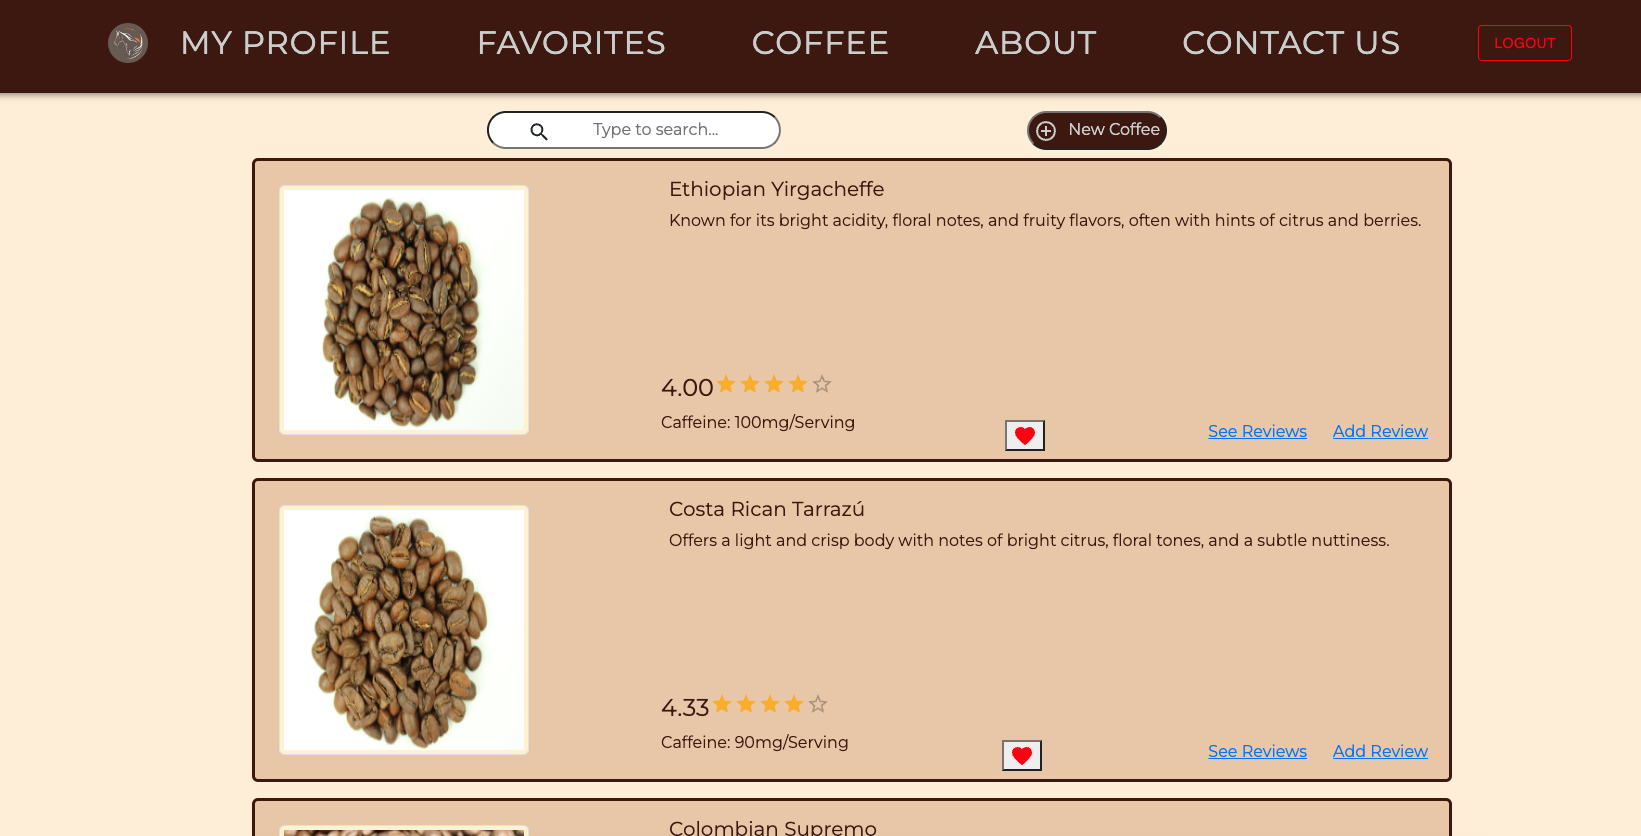 MY PROFILE FAVORITES COFFEE ABOUT CONTACT US LOGOUT
Type to search... New Coffee
Ethiopian Yirgacheffe
Known for its bright acidity, floral notes, and fruity flavors, often with hints of citrus and berries.
4.00
Caffeine: 100mg/Serving
See Reviews Add Review
Costa Rican Tarrazú
Offers a light and crisp body with notes of bright citrus, floral tones, and a subtle nuttiness.
4.33
Caffeine: 90mg/Serving
See Reviews Add Review
Colombian Supremo